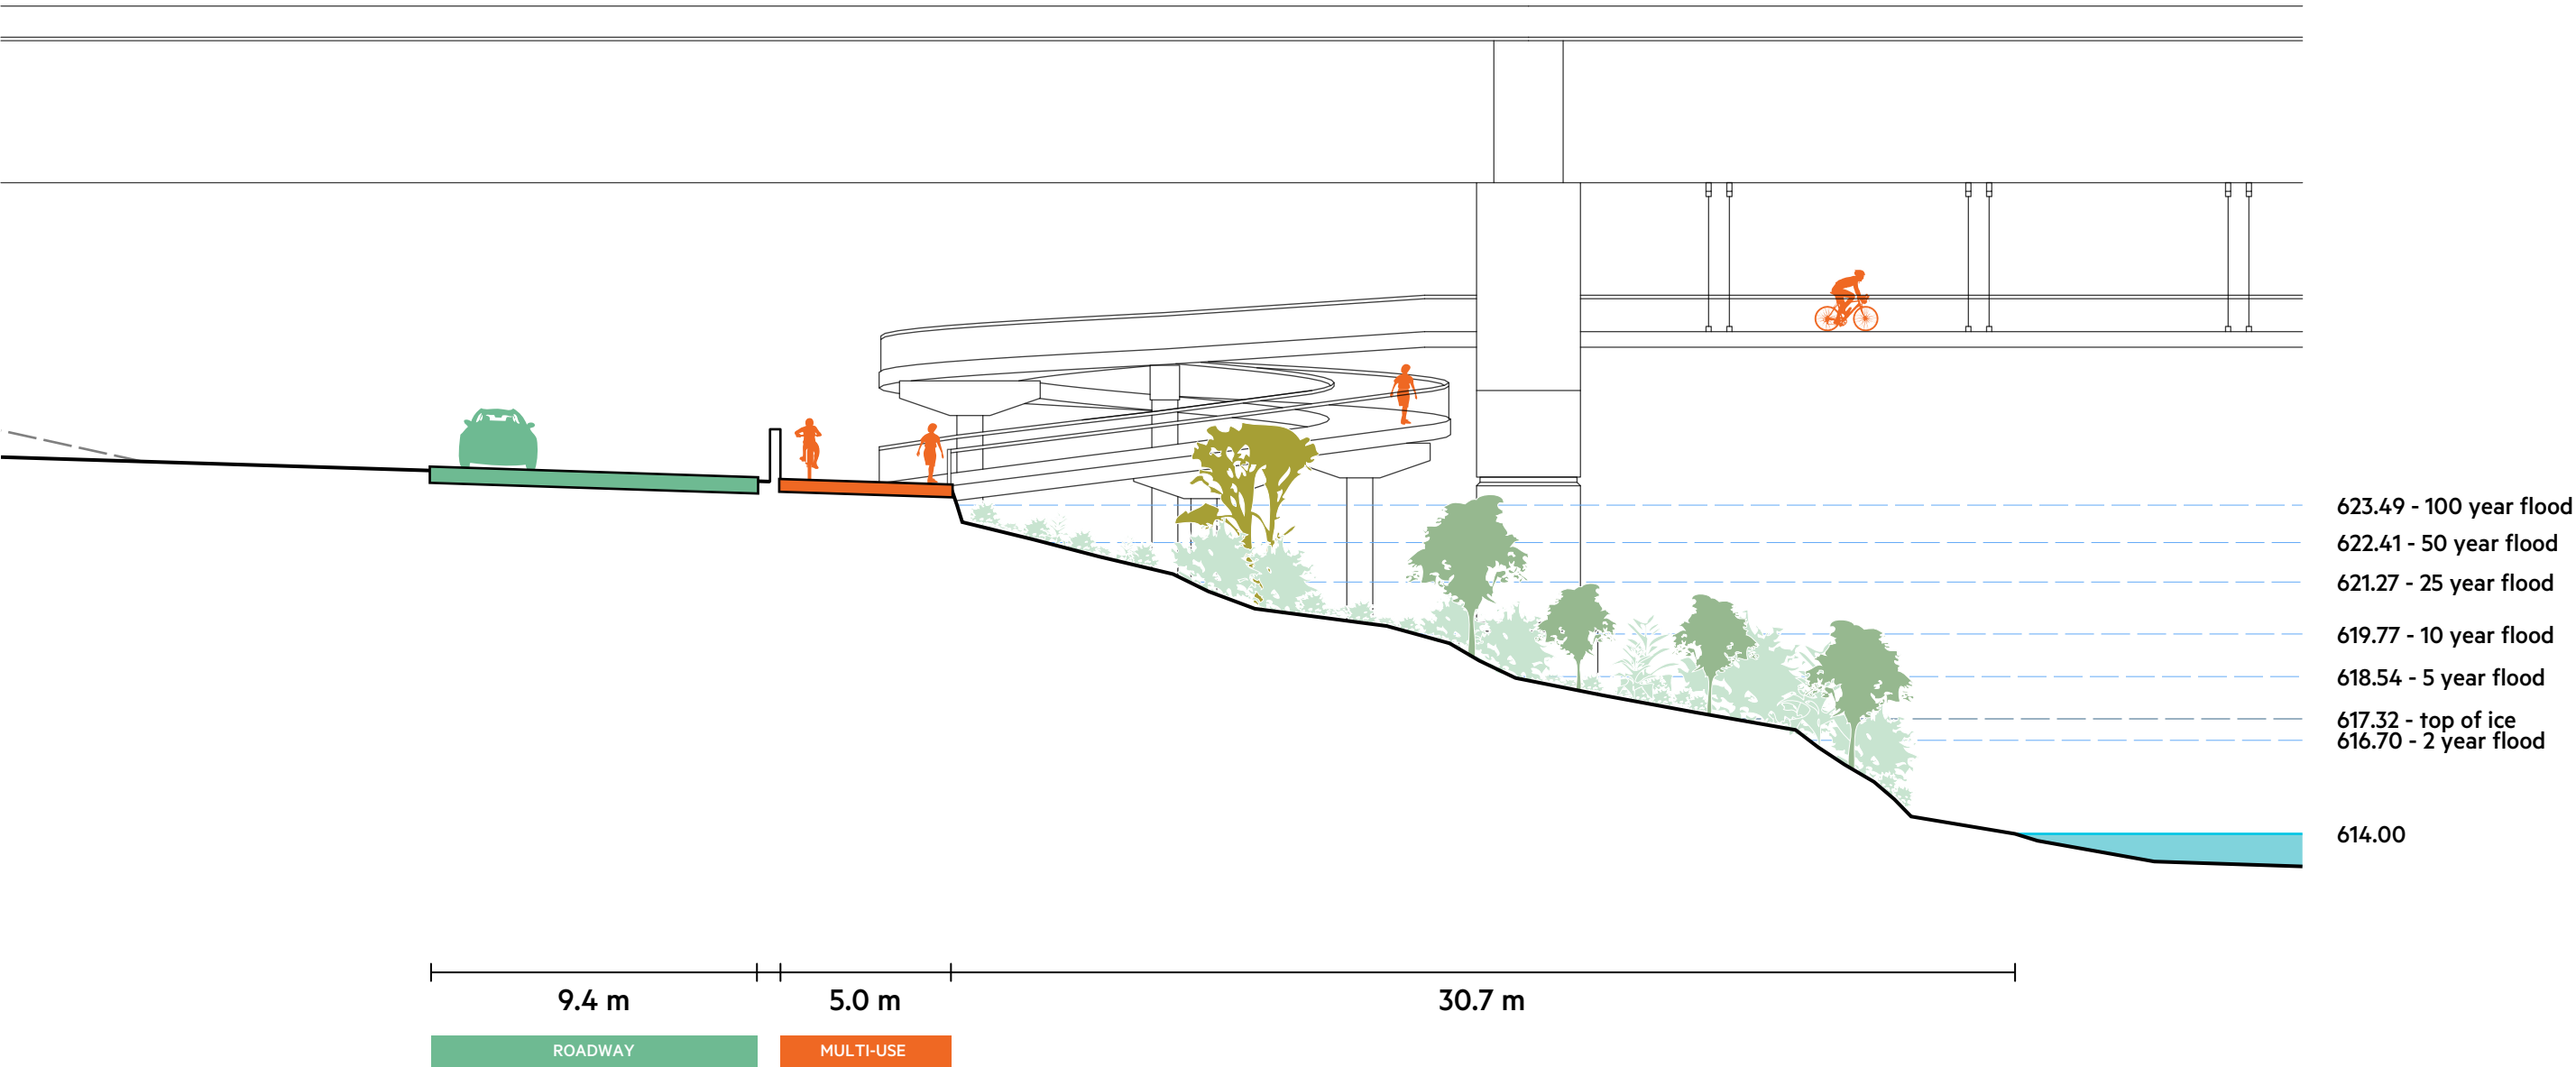 623.49 - 100 year flood
622.41 - 50 year flood
621.27 - 25 year flood
619.77 - 10 year flood
618.54 - 5 year flood
617.32 - top of ice
616.70 - 2 year flood
614.00
9.4 m
5.0 m
30.7 m
ROADWAY
MULTI-USE